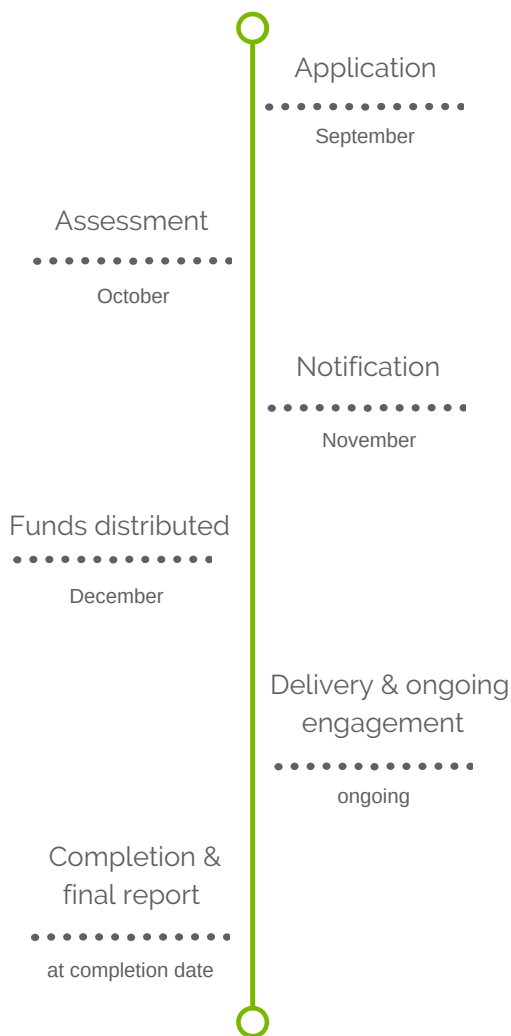 Application
September
Assessment
October
Notification
November
Funds distributed
December
Delivery & ongoing
engagement
ongoing
Completion &
final report
at completion date